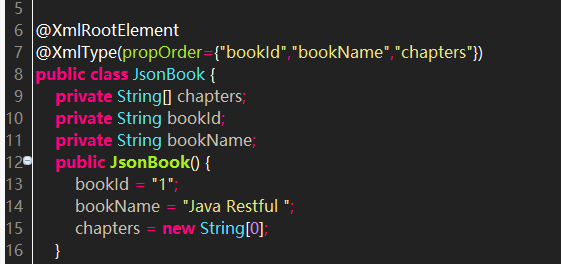 5
6 @XmlRootElement
7 @XmlType(propOrder={"bookId","bookName","chapters"})
8 public class JsonBook {
9 private String[] chapters;
10 private String bookId;
11 private String bookName;
12 public JsonBook() {
13 bookId = "1";
14 bookName = "Java Restful ";
15 chapters = new String[0];
16 }